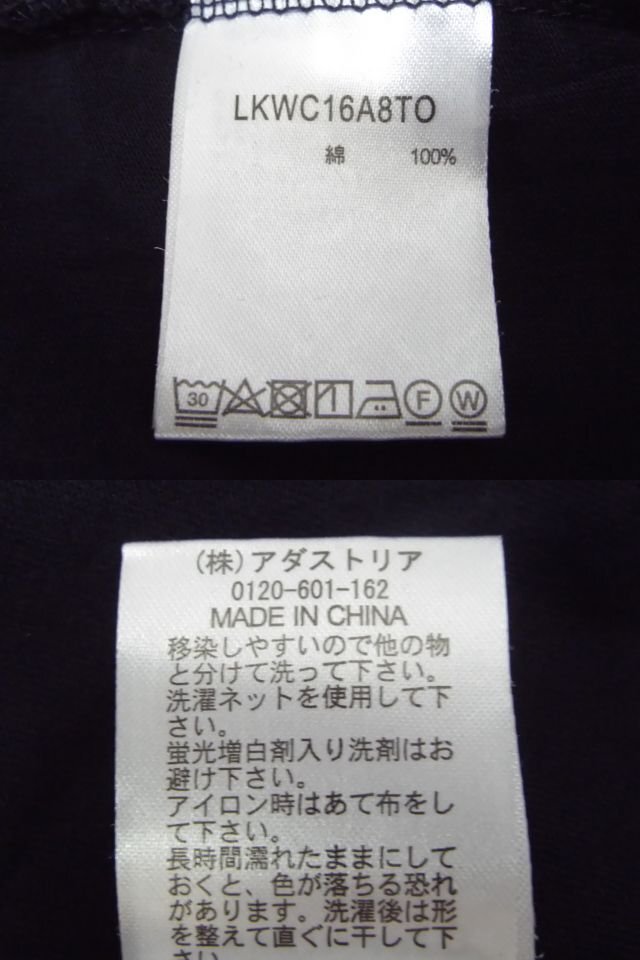 LKWC16A8TO
綿 100%
30 F W
(株)アダストリア
0120-601-162
MADE IN CHINA
移染しやすいので他の物
と分けて洗って下さい。
洗濯ネットを使用して下
さい。
蛍光増白剤入り洗剤はお
避け下さい。
アイロン時はあて布をし
て下さい。
長時間濡れたままにして
おくと、色が落ちる恐れ
があります。洗濯後は形
を整えて直ぐに干して下
さい